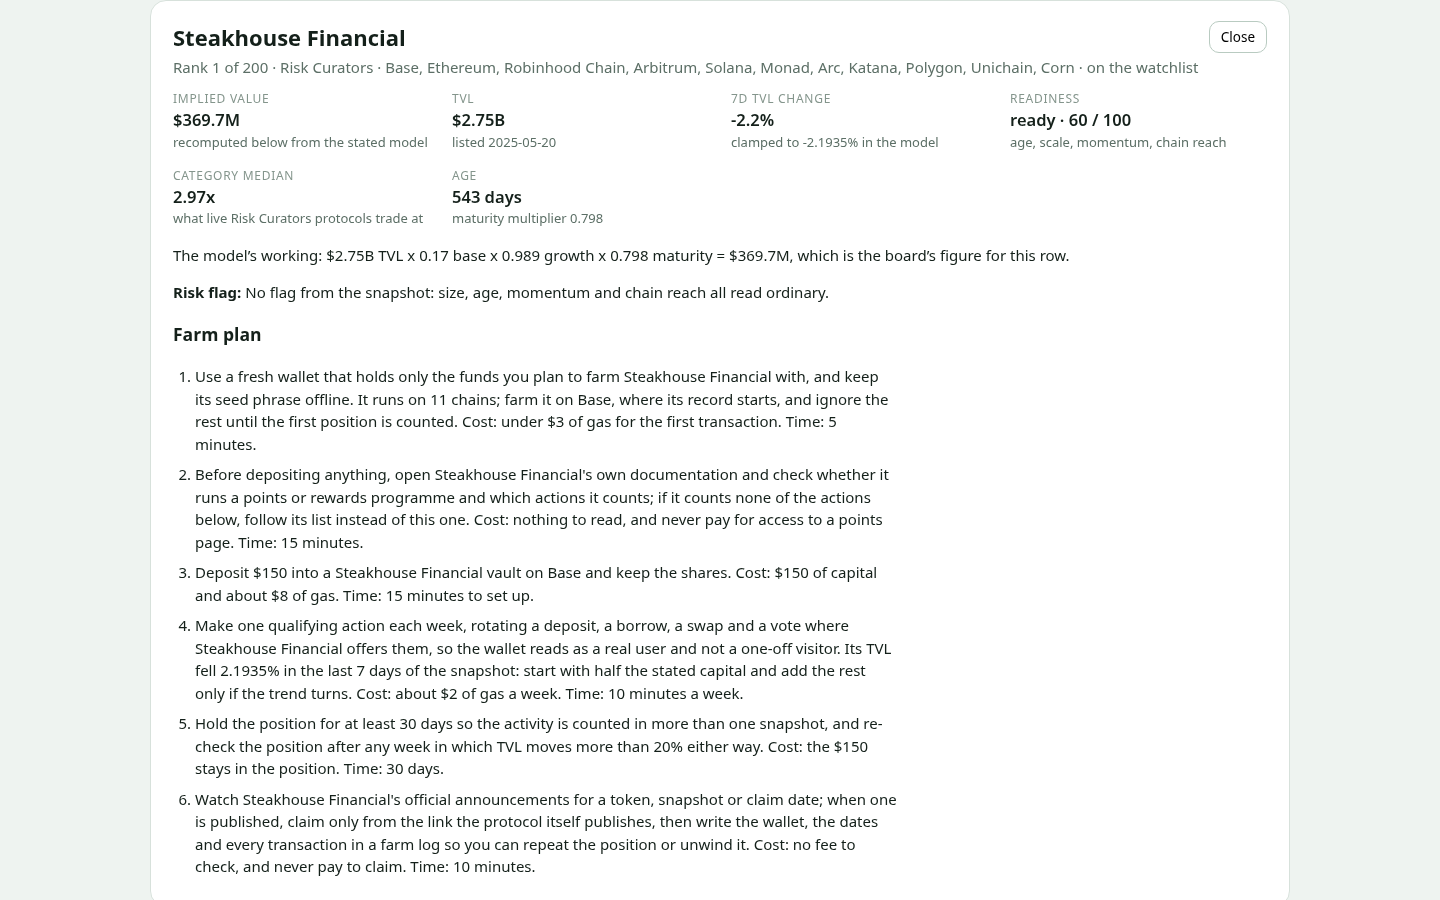 Steakhouse Financial
Close
Rank 1 of 200 · Risk Curators · Base, Ethereum, Robinhood Chain, Arbitrum, Solana, Monad, Arc, Katana, Polygon, Unichain, Corn · on the watchlist
IMPLIED VALUE
$369.7M
recomputed below from the stated model
TVL
$2.75B
listed 2025-05-20
7D TVL CHANGE
-2.2%
clamped to -2.1935% in the model
READINESS
ready · 60 / 100
age, scale, momentum, chain reach
CATEGORY MEDIAN
2.97x
what live Risk Curators protocols trade at
AGE
543 days
maturity multiplier 0.798
The model’s working: $2.75B TVL x 0.17 base x 0.989 growth x 0.798 maturity = $369.7M, which is the board’s figure for this row.
Risk flag: No flag from the snapshot: size, age, momentum and chain reach all read ordinary.
Farm plan
1. Use a fresh wallet that holds only the funds you plan to farm Steakhouse Financial with, and keep
its seed phrase offline. It runs on 11 chains; farm it on Base, where its record starts, and ignore the
rest until the first position is counted. Cost: under $3 of gas for the first transaction. Time: 5
minutes.
2. Before depositing anything, open Steakhouse Financial's own documentation and check whether it
runs a points or rewards programme and which actions it counts; if it counts none of the actions
below, follow its list instead of this one. Cost: nothing to read, and never pay for access to a points
page. Time: 15 minutes.
3. Deposit $150 into a Steakhouse Financial vault on Base and keep the shares. Cost: $150 of capital
and about $8 of gas. Time: 15 minutes to set up.
4. Make one qualifying action each week, rotating a deposit, a borrow, a swap and a vote where
Steakhouse Financial offers them, so the wallet reads as a real user and not a one-off visitor. Its TVL
fell 2.1935% in the last 7 days of the snapshot: start with half the stated capital and add the rest
only if the trend turns. Cost: about $2 of gas a week. Time: 10 minutes a week.
5. Hold the position for at least 30 days so the activity is counted in more than one snapshot, and re-
check the position after any week in which TVL moves more than 20% either way. Cost: the $150
stays in the position. Time: 30 days.
6. Watch Steakhouse Financial's official announcements for a token, snapshot or claim date; when one
is published, claim only from the link the protocol itself publishes, then write the wallet, the dates
and every transaction in a farm log so you can repeat the position or unwind it. Cost: no fee to
check, and never pay to claim. Time: 10 minutes.